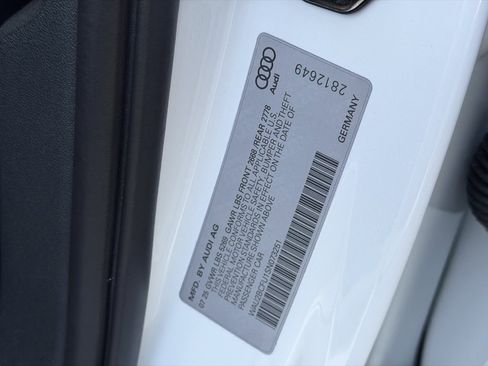 MFD. BY AUDI AG
07 25 GVWR LBS GAWR LBS FRONT 2668 /REAR 2778
THIS VEHICLE CONFORMS TO ALL APPLICABLE U.S.
FEDERAL MOTOR VEHICLE SAFETY, BUMPER AND THEFT
PREVENTION STANDARDS IN EFFECT ON THE DATE OF
MANUFACTURE SHOWN ABOVE
PASSENGER CAR
Audi
2812649
GERMANY